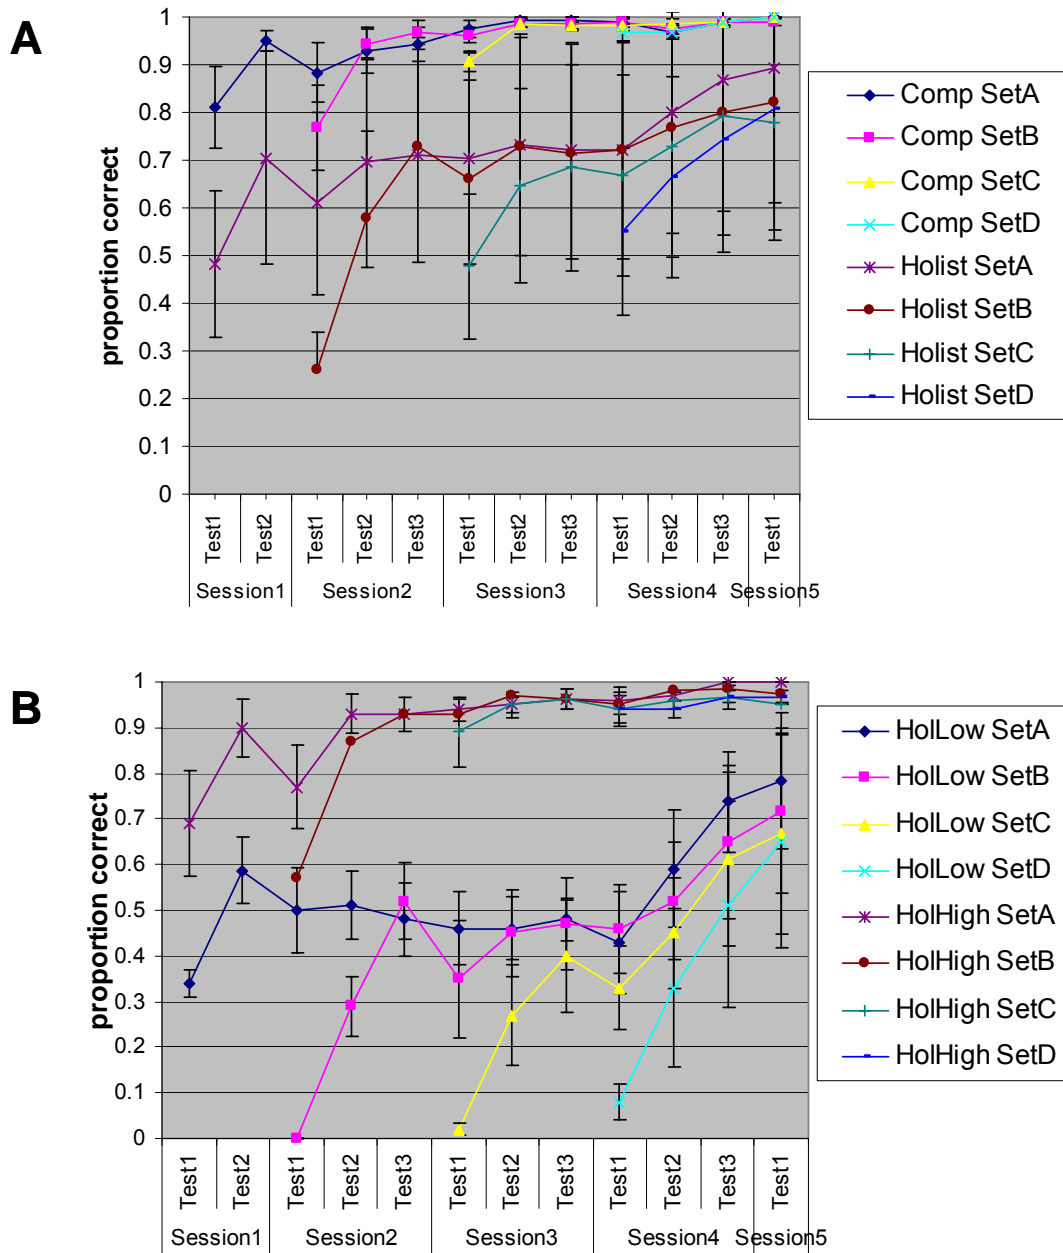 A
proportion correct
1
0.9
0.8
0.7
0.6
0.5
0.4
0.3
0.2
0.1
0
Test1 Test2 Test1 Test2 Test3 Test1 Test2 Test3 Test1 Test2 Test3 Test1
Session1 Session2 Session3 Session4 Session5
Comp SetA
Comp SetB
Comp SetC
Comp SetD
Holist SetA
Holist SetB
Holist SetC
Holist SetD
B
proportion correct
1
0.9
0.8
0.7
0.6
0.5
0.4
0.3
0.2
0.1
0
Test1 Test2 Test1 Test2 Test3 Test1 Test2 Test3 Test1 Test2 Test3 Test1
Session1 Session2 Session3 Session4 Session5
HolLow SetA
HolLow SetB
HolLow SetC
HolLow SetD
HolHigh SetA
HolHigh SetB
HolHigh SetC
HolHigh SetD